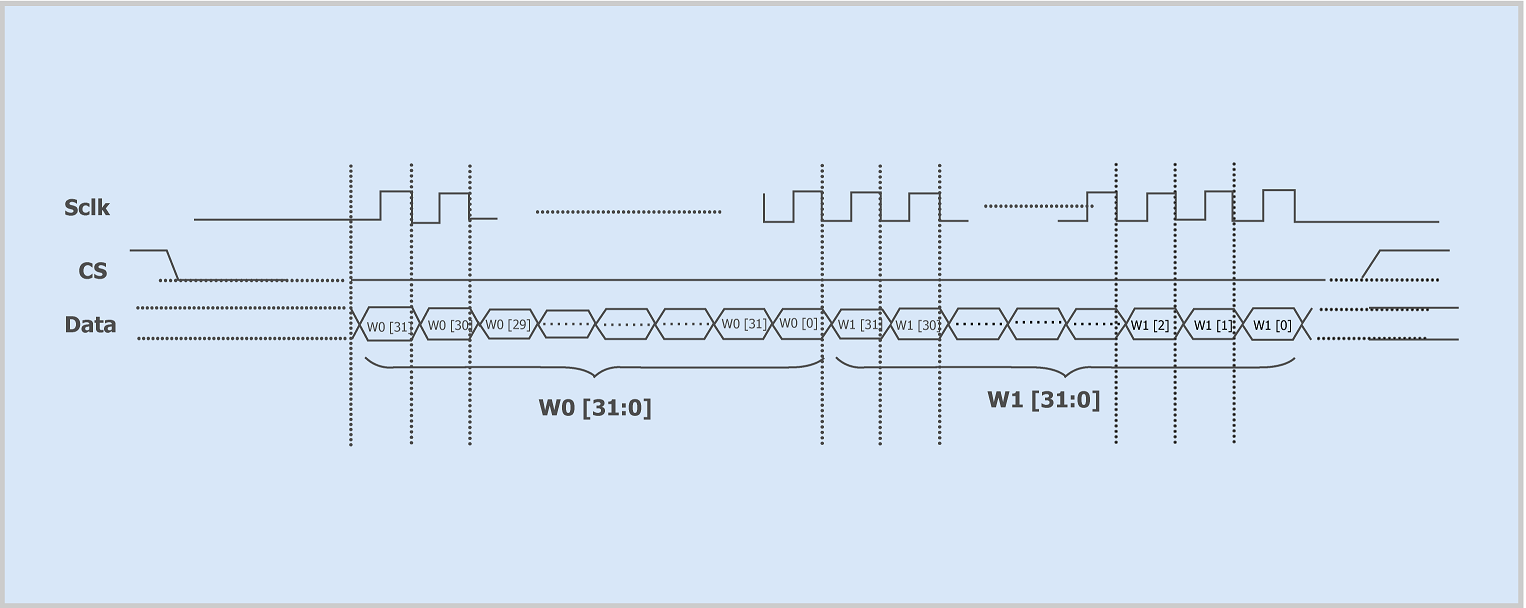 Sclk
CS
Data
W0 [31]
W0 [30]
W0 [29]
W0 [31]
W0 [0]
W1 [31]
W1 [30]
W1 [2]
W1 [1]
W1 [0]
W0 [31:0]
W1 [31:0]